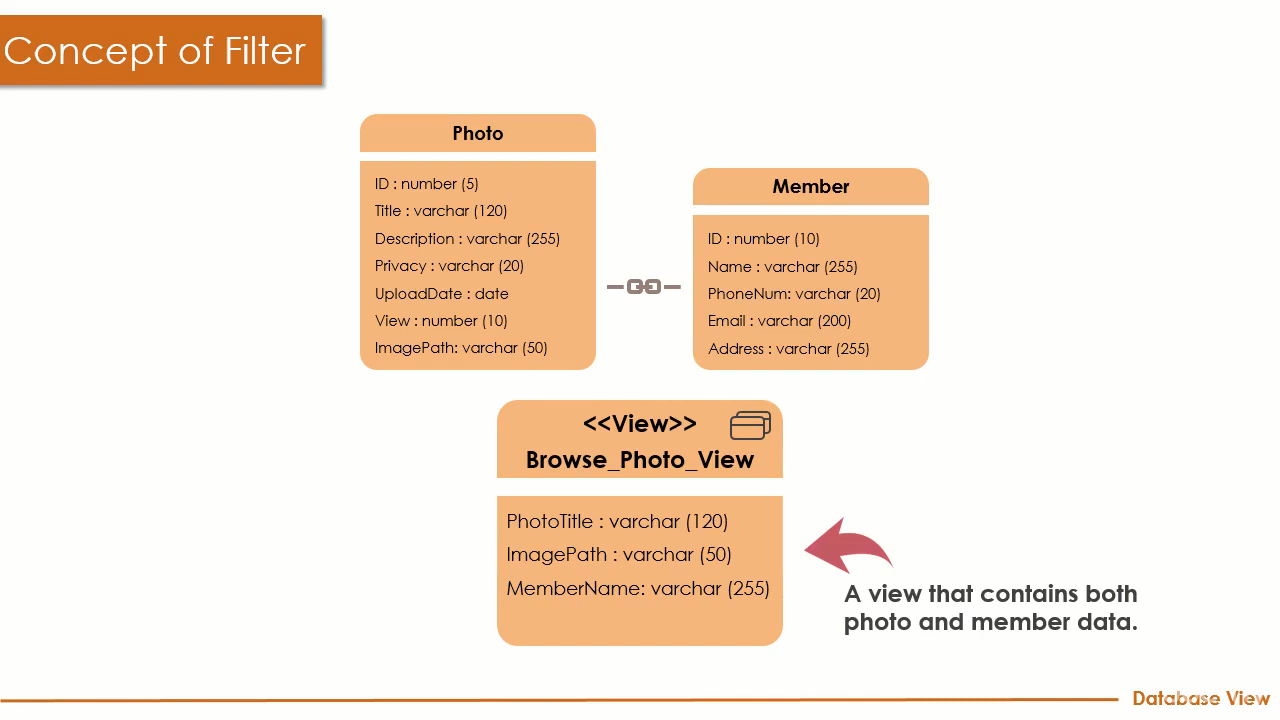 Concept of Filter
Photo
ID : number (5)
Title : varchar (120)
Description : varchar (255)
Privacy : varchar (20)
UploadDate : date
View : number (10)
ImagePath: varchar (50)
Member
ID : number (10)
Name : varchar (255)
PhoneNum: varchar (20)
Email : varchar (200)
Address : varchar (255)
<<View>>
Browse_Photo_View
PhotoTitle : varchar (120)
ImagePath : varchar (50)
MemberName: varchar (255)
A view that contains both
photo and member data.
Database View